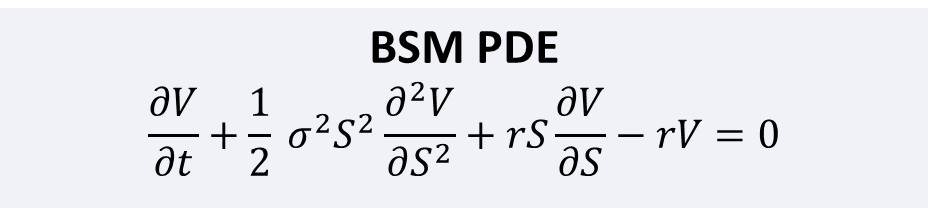 BSM PDE
∂V/∂t + 1/2 σ²S² ∂²V/∂S² + rS ∂V/∂S − rV = 0